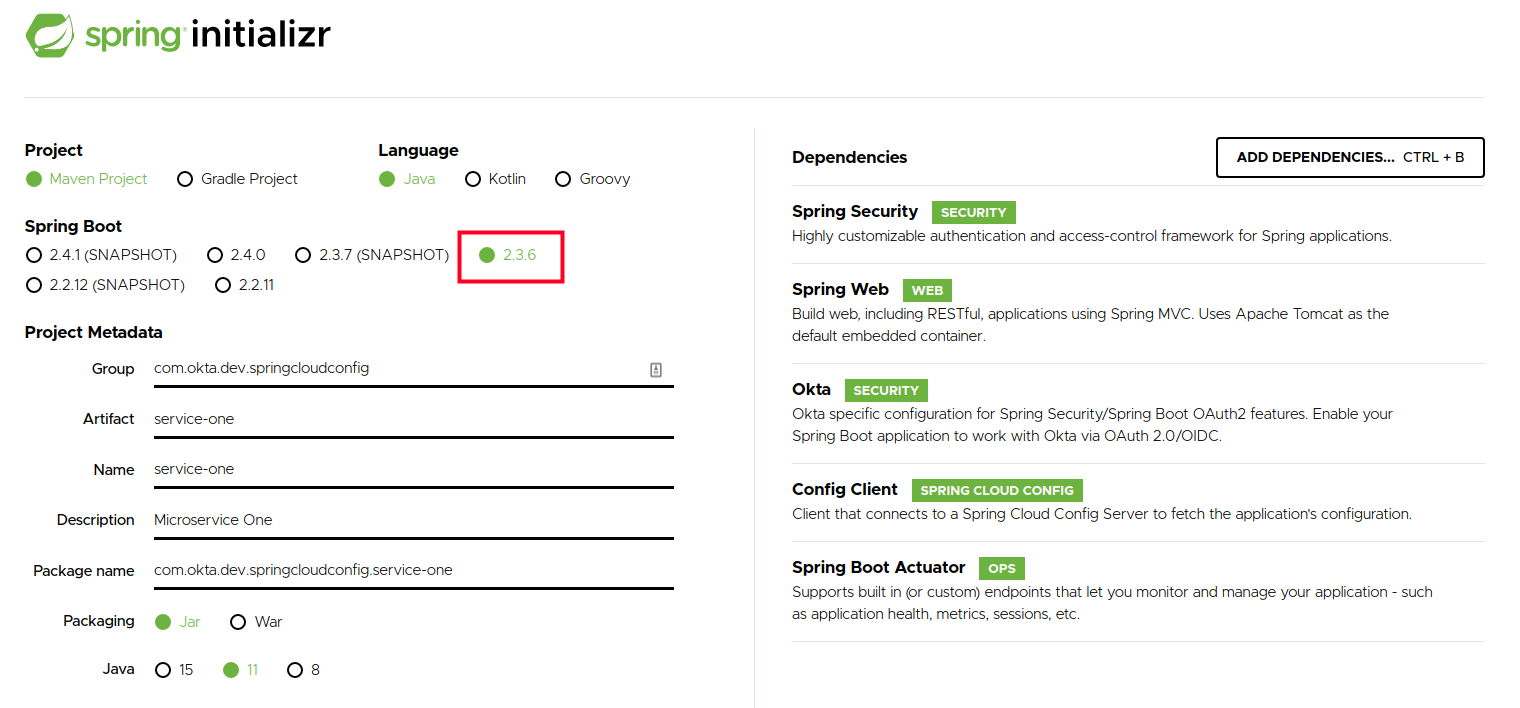 spring initializr
Project
Maven Project Gradle Project
Language
Java Kotlin Groovy
Spring Boot
2.4.1 (SNAPSHOT) 2.4.0 2.3.7 (SNAPSHOT) 2.3.6
2.2.12 (SNAPSHOT) 2.2.11
Project Metadata
Group com.okta.dev.springcloudconfig
Artifact service-one
Name service-one
Description Microservice One
Package name com.okta.dev.springcloudconfig.service-one
Packaging Jar War
Java 15 11 8
Dependencies ADD DEPENDENCIES... CTRL + B
Spring Security SECURITY
Highly customizable authentication and access-control framework for Spring applications.
Spring Web WEB
Build web, including RESTful, applications using Spring MVC. Uses Apache Tomcat as the
default embedded container.
Okta SECURITY
Okta specific configuration for Spring Security/Spring Boot OAuth2 features. Enable your
Spring Boot application to work with Okta via OAuth 2.0/OIDC.
Config Client SPRING CLOUD CONFIG
Client that connects to a Spring Cloud Config Server to fetch the application's configuration.
Spring Boot Actuator OPS
Supports built in (or custom) endpoints that let you monitor and manage your application - such
as application health, metrics, sessions, etc.